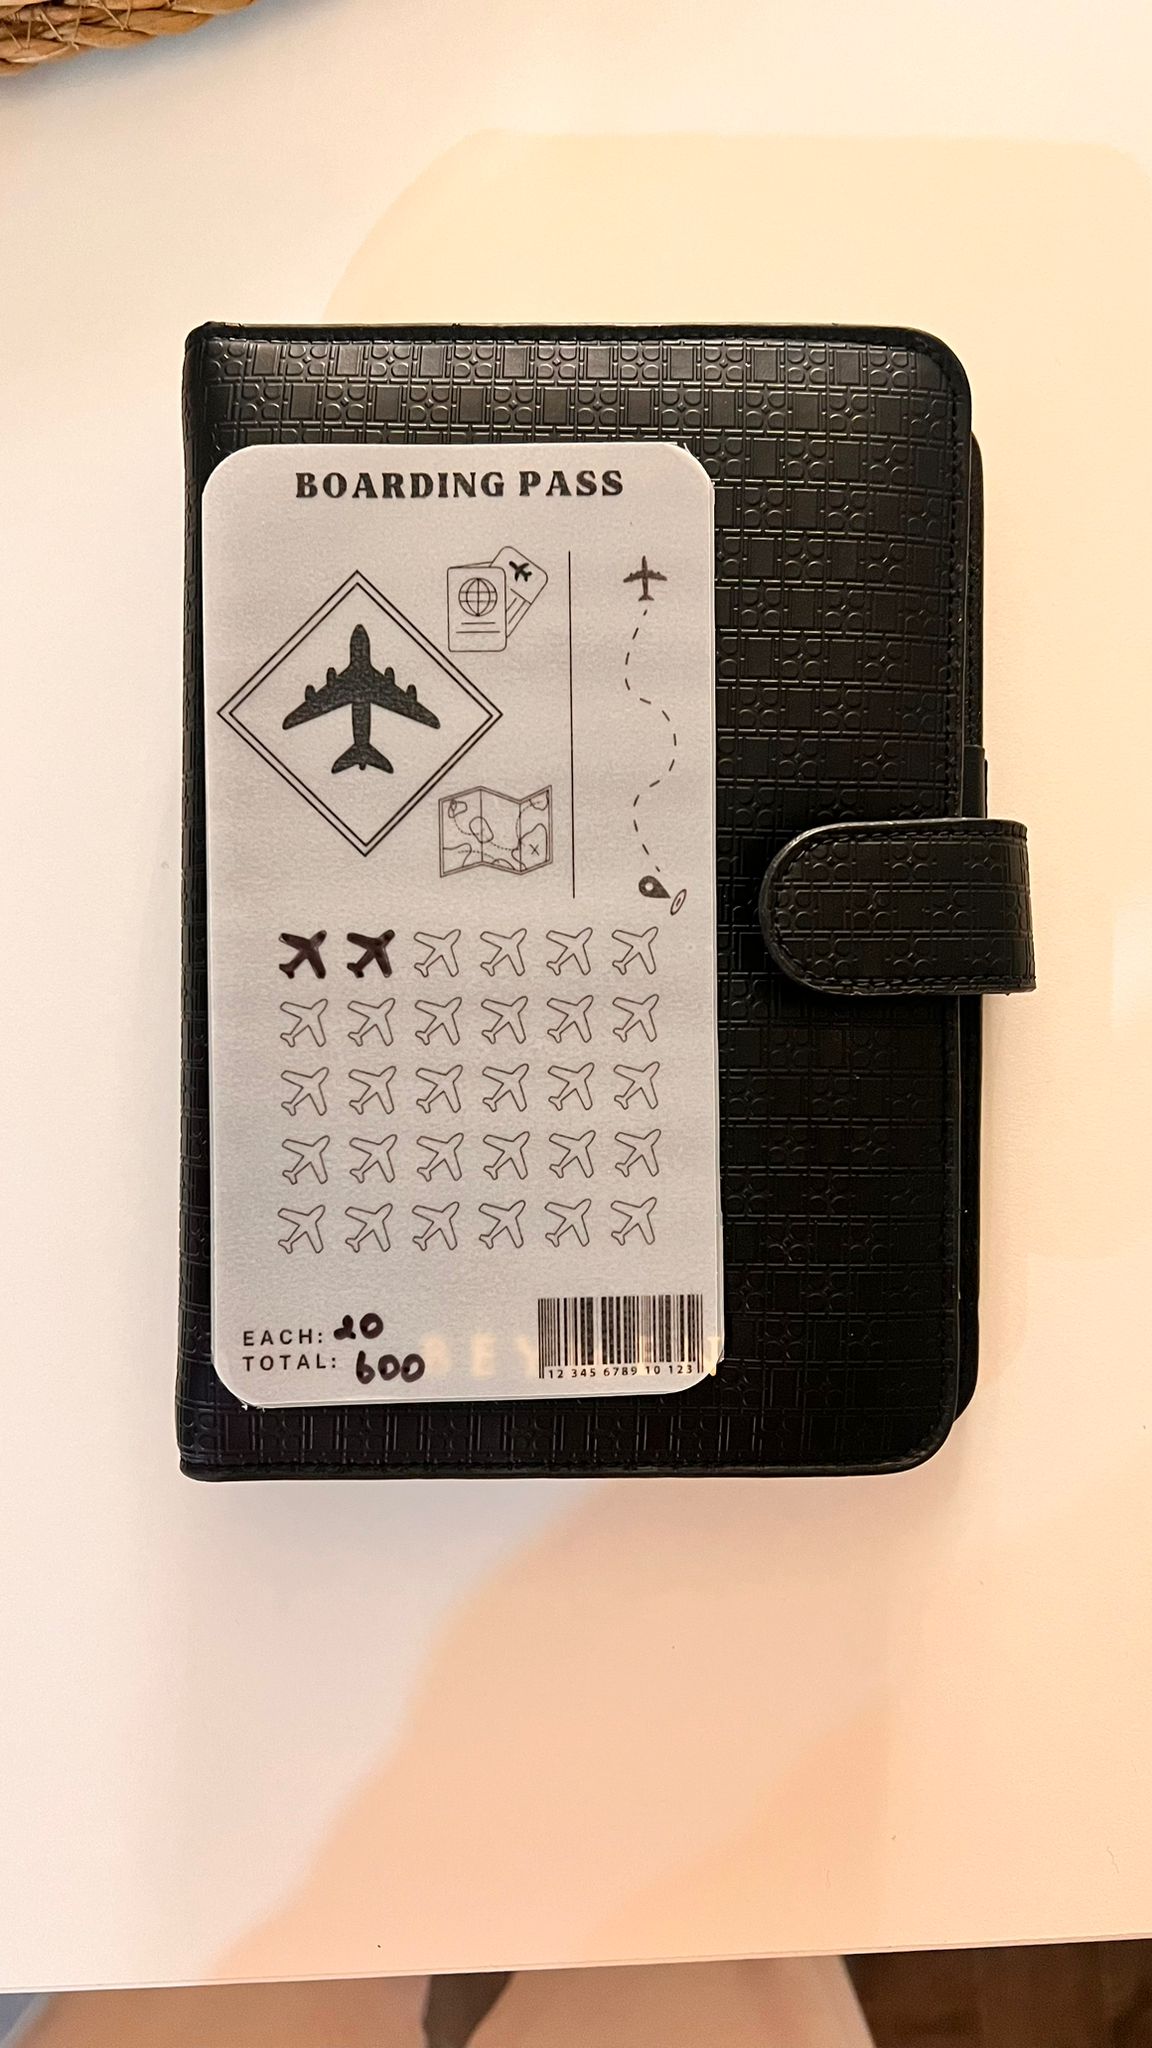 BOARDING PASS
EACH: 20
TOTAL: 600
12 345 6789 10 123